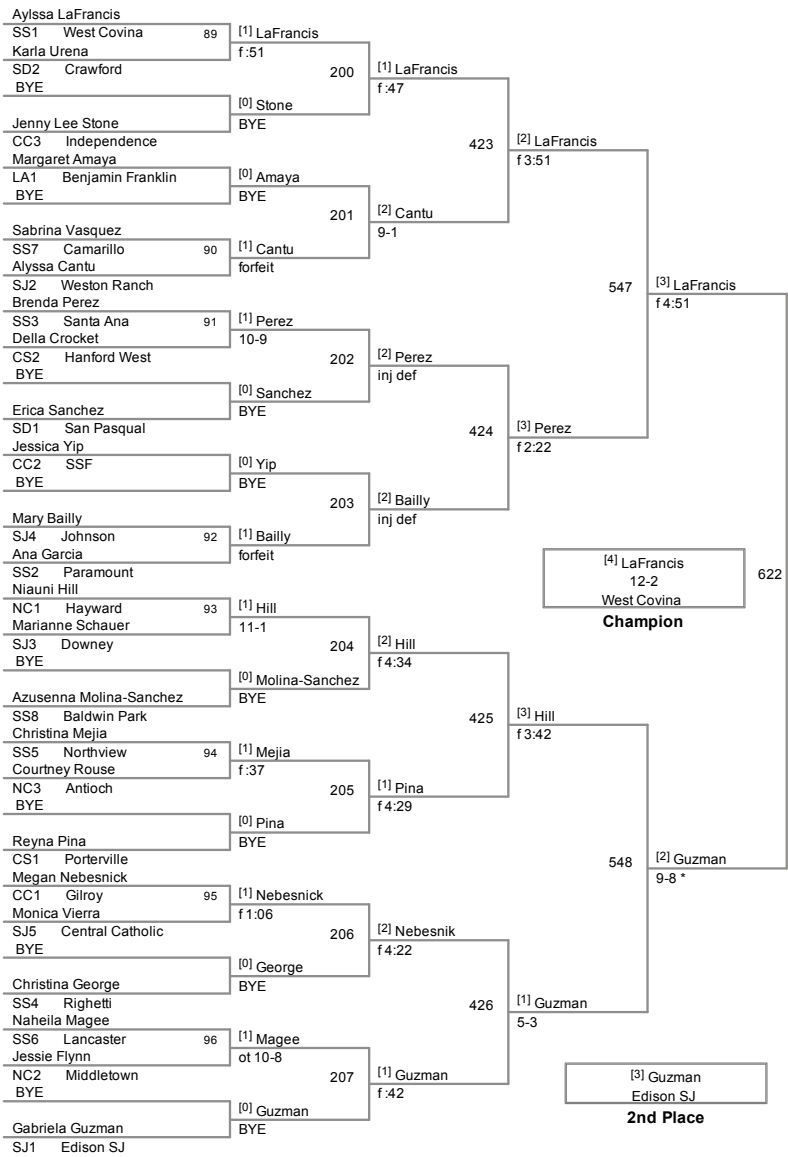 Aylssa LaFrancis
SS1 West Covina
Karla Urena
SD2 Crawford
BYE
Jenny Lee Stone
CC3 Independence
Margaret Amaya
LA1 Benjamin Franklin
BYE
Sabrina Vasquez
SS7 Camarillo
Alyssa Cantu
SJ2 Weston Ranch
Brenda Perez
SS3 Santa Ana
Della Crocket
CS2 Hanford West
BYE
Erica Sanchez
SD1 San Pasqual
Jessica Yip
CC2 SSF
BYE
Mary Bailly
SJ4 Johnson
Ana Garcia
SS2 Paramount
Niauni Hill
NC1 Hayward
Marianne Schauer
SJ3 Downey
BYE
Azusenna Molina-Sanchez
SS8 Baldwin Park
Christina Mejia
SS5 Northview
Courtney Rouse
NC3 Antioch
BYE
Reyna Pina
CS1 Porterville
Megan Nebesnick
CC1 Gilroy
Monica Vierra
SJ5 Central Catholic
BYE
Christina George
SS4 Righetti
Naheila Magee
SS6 Lancaster
Jessie Flynn
NC2 Middletown
BYE
Gabriela Guzman
SJ1 Edison SJ
89
90
91
92
93
94
95
96
[1] LaFrancis
f :51
[0] Stone
BYE
[0] Amaya
BYE
[1] Cantu
forfeit
[1] Perez
10-9
[0] Sanchez
BYE
[0] Yip
BYE
[1] Bailly
forfeit
[1] Hill
11-1
[0] Molina-Sanchez
BYE
[1] Mejia
f :37
[0] Pina
BYE
[1] Nebesnick
f 1:06
[0] George
BYE
[1] Magee
ot 10-8
[0] Guzman
BYE
200
201
202
203
204
205
206
207
[1] LaFrancis
f :47
[2] Cantu
9-1
[2] Perez
inj def
[2] Bailly
inj def
[2] Hill
f 4:34
[1] Pina
f 4:29
[2] Nebesnik
f 4:22
[1] Guzman
f :42
423
424
425
426
[2] LaFrancis
f 3:51
[3] Perez
f 2:22
[3] Hill
f 3:42
[1] Guzman
5-3
547
548
[3] LaFrancis
f 4:51
[2] Guzman
9-8 *
622
[4] LaFrancis
12-2
West Covina
Champion
[3] Guzman
Edison SJ
2nd Place